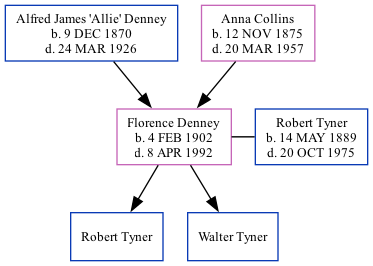 Alfred James 'Allie' Denney
b. 9 DEC 1870
d. 24 MAR 1926
Anna Collins
b. 12 NOV 1875
d. 20 MAR 1957
Florence Denney
b. 4 FEB 1902
d. 8 APR 1992
Robert Tyner
b. 14 MAY 1889
d. 20 OCT 1975
Robert Tyner
Walter Tyner